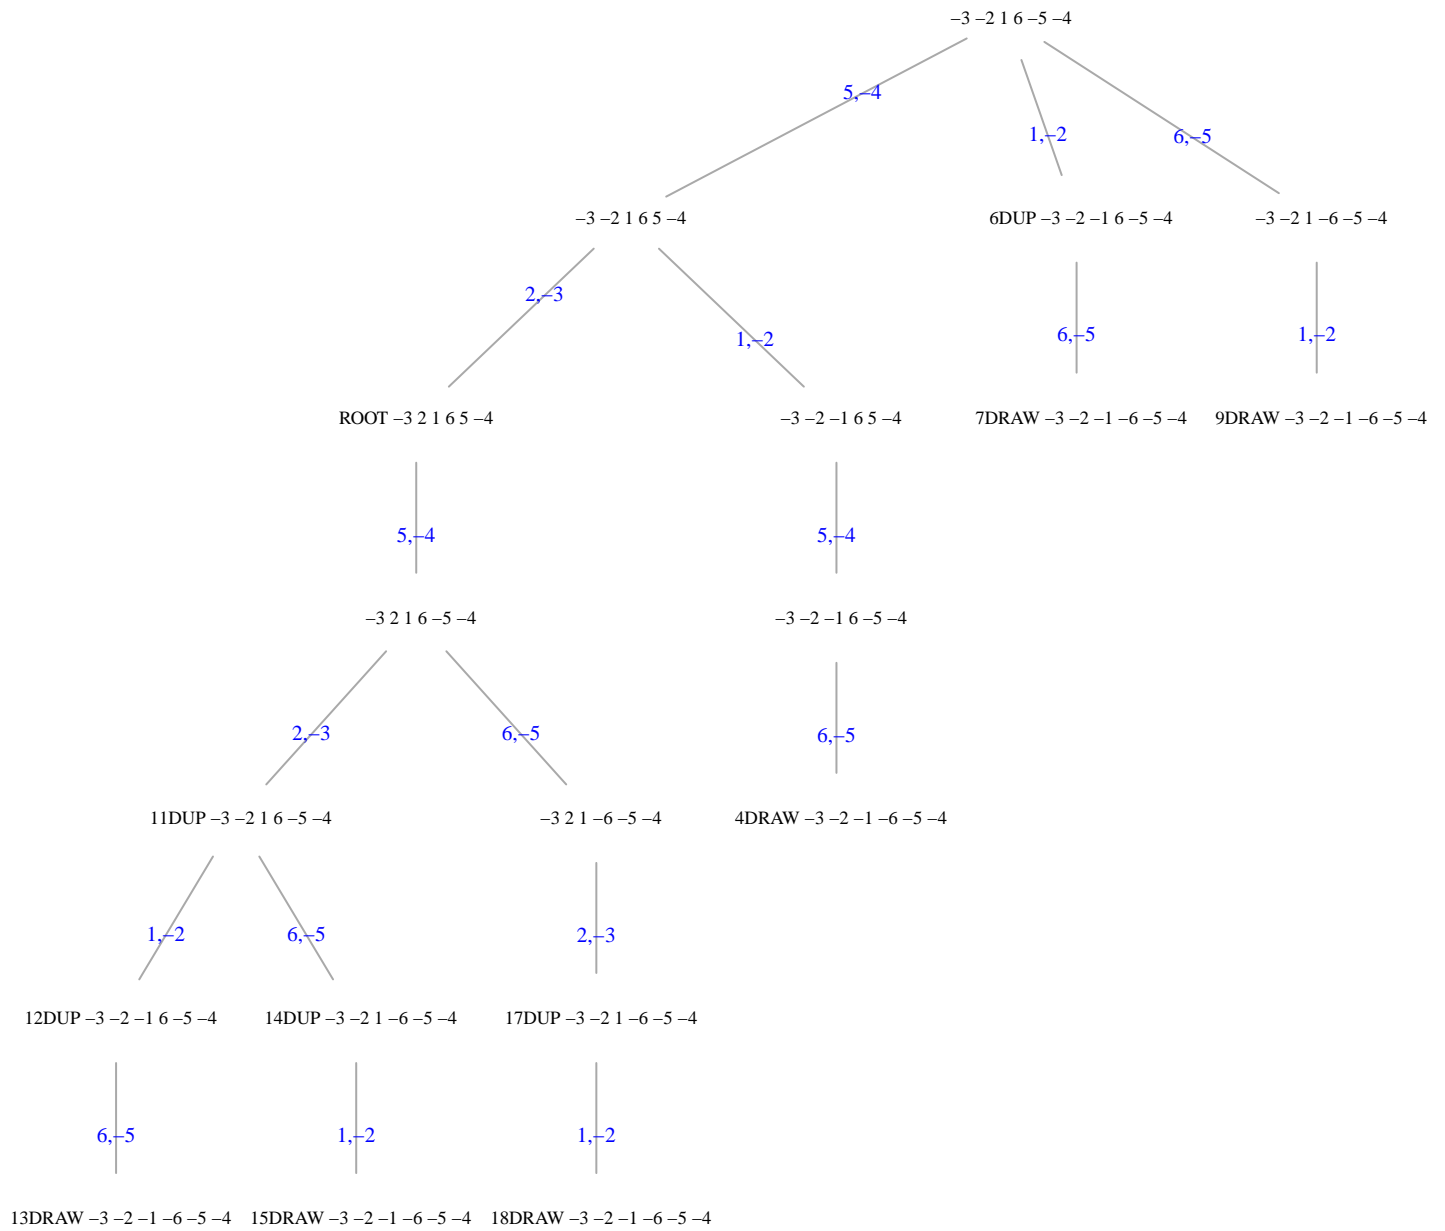 –3 –2 1 6 –5 –4
5,–4
1,–2
6,–5
–3 –2 1 6 5 –4
6DUP –3 –2 –1 6 –5 –4
–3 –2 1 –6 –5 –4
2,–3
1,–2
6,–5
1,–2
ROOT –3 2 1 6 5 –4
–3 –2 –1 6 5 –4
7DRAW –3 –2 –1 –6 –5 –4
9DRAW –3 –2 –1 –6 –5 –4
5,–4
5,–4
–3 2 1 6 –5 –4
–3 –2 –1 6 –5 –4
2,–3
6,–5
6,–5
11DUP –3 –2 1 6 –5 –4
–3 2 1 –6 –5 –4
4DRAW –3 –2 –1 –6 –5 –4
1,–2
6,–5
2,–3
12DUP –3 –2 –1 6 –5 –4
14DUP –3 –2 1 –6 –5 –4
17DUP –3 –2 1 –6 –5 –4
6,–5
1,–2
1,–2
13DRAW –3 –2 –1 –6 –5 –4
15DRAW –3 –2 –1 –6 –5 –4
18DRAW –3 –2 –1 –6 –5 –4